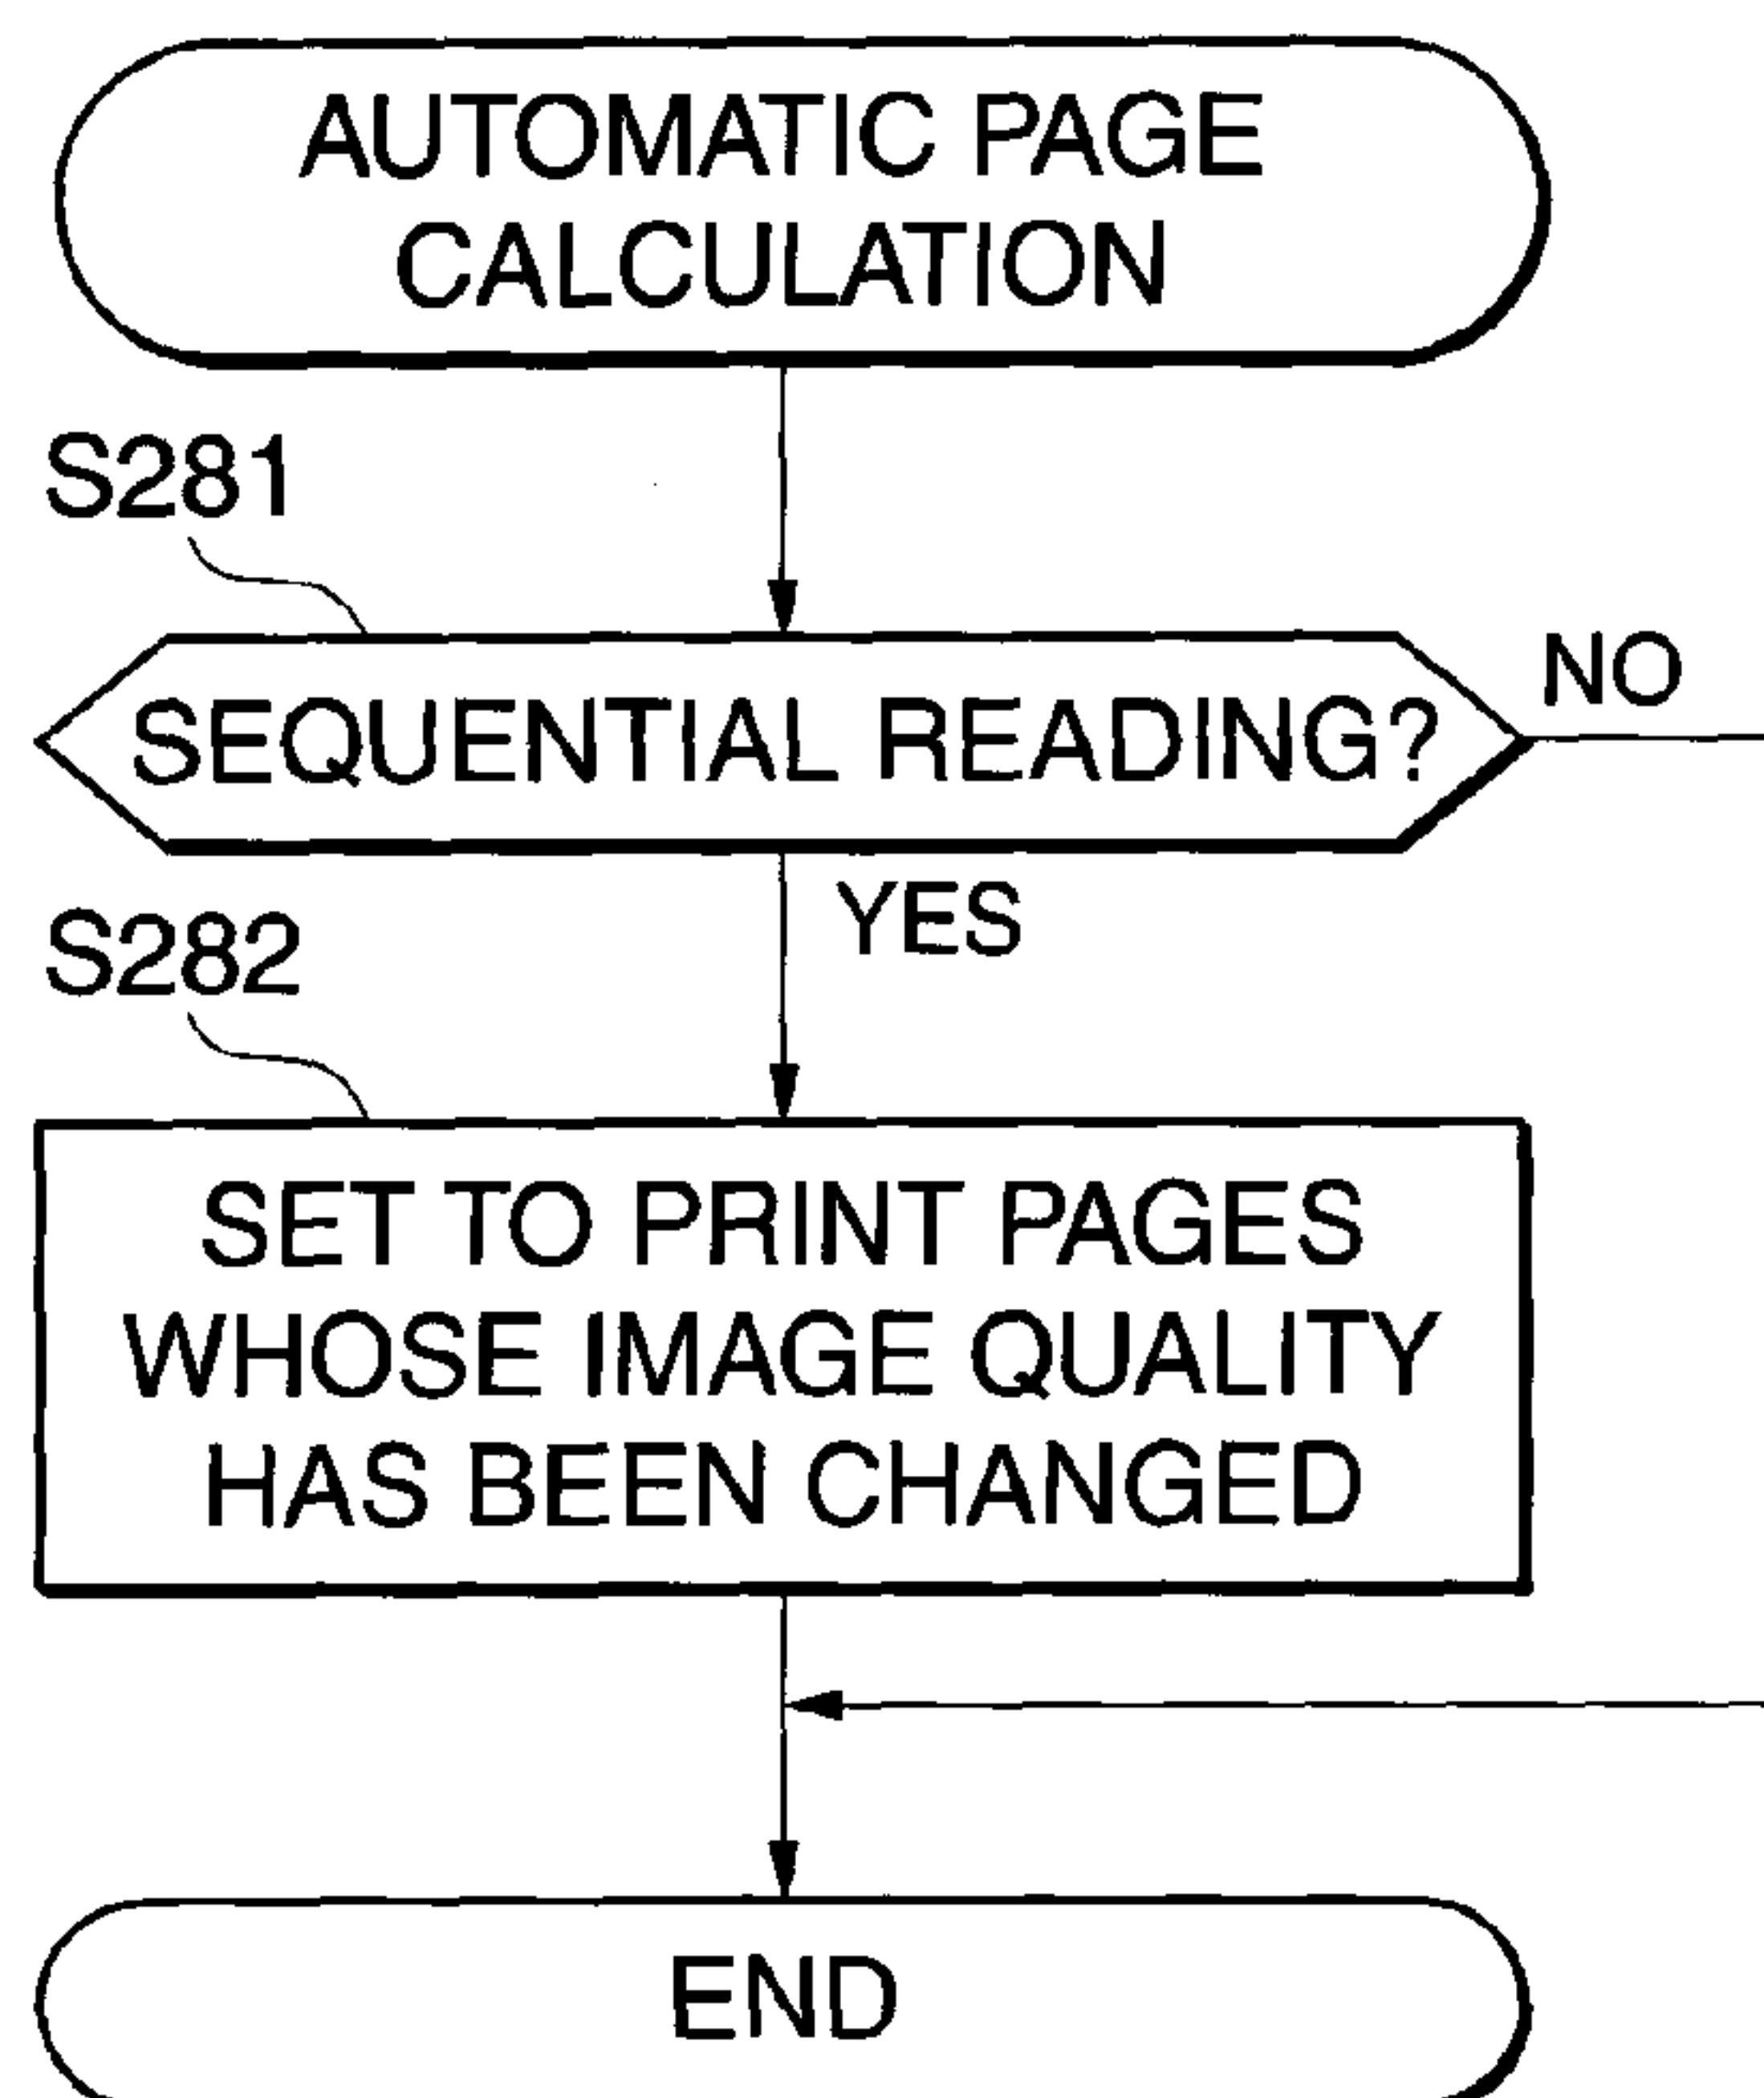 AUTOMATIC PAGE
CALCULATION
S281
SEQUENTIAL READING?
NO
YES
S282
SET TO PRINT PAGES
WHOSE IMAGE QUALITY
HAS BEEN CHANGED
END